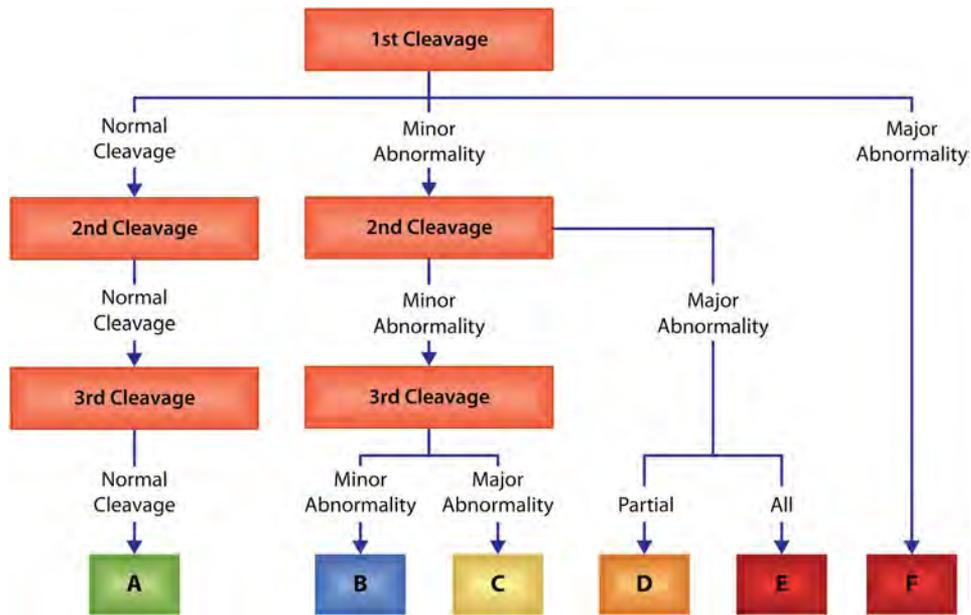 1st Cleavage
Normal
Cleavage
Minor
Abnormality
Major
Abnormality
2nd Cleavage
2nd Cleavage
Normal
Cleavage
Minor
Abnormality
Major
Abnormality
3rd Cleavage
3rd Cleavage
Normal
Cleavage
Minor
Abnormality
Major
Abnormality
Partial
All
A
B
C
D
E
F